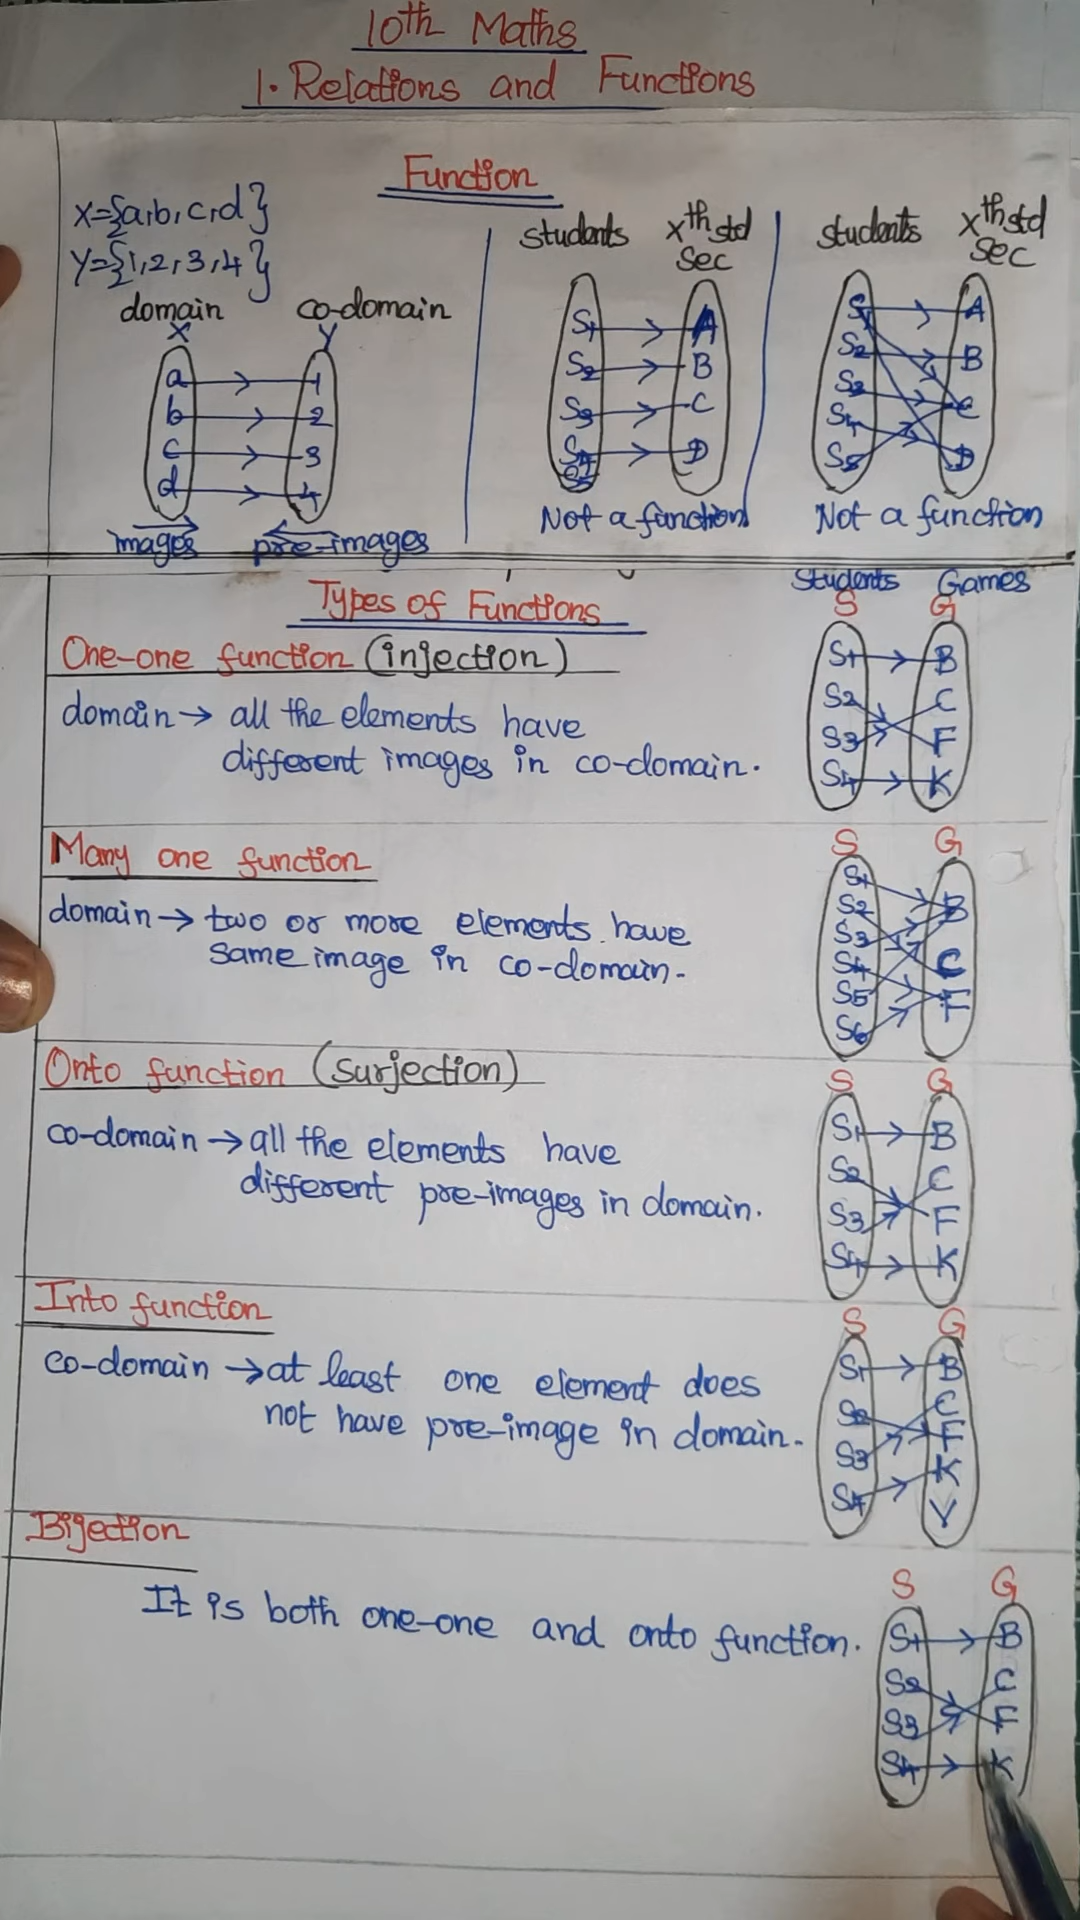 10th Maths
1. Relations and Functions
Function
X={a,b,c,d}
Y={1,2,3,4}
domain co-domain
X Y
a 1
b 2
c 3
d 4
images pre-images
students Xth std
sec
S1 A
S2 B
S3 C
S4 D
S5
Not a function
students Xth std
sec
S1 A
S2 B
S3 C
S4 D
S5
Not a function
Types of Functions
One-one function (injection)
domain → all the elements have
different images in co-domain.
Students Games
S G
S1 B
S2 C
S3 F
S4 K
Many one function
domain → two or more elements have
same image in co-domain.
S G
S1 B
S2 C
S3 F
S4
S5
S6
Onto function (surjection)
co-domain → all the elements have
different pre-images in domain.
S G
S1 B
S2 C
S3 F
S4 K
Into function
co-domain → at least one element does
not have pre-image in domain.
S G
S1 B
S2 C
S3 F
S4 K
V
Bijection
It is both one-one and onto function.
S G
S1 B
S2 C
S3 F
S4 K